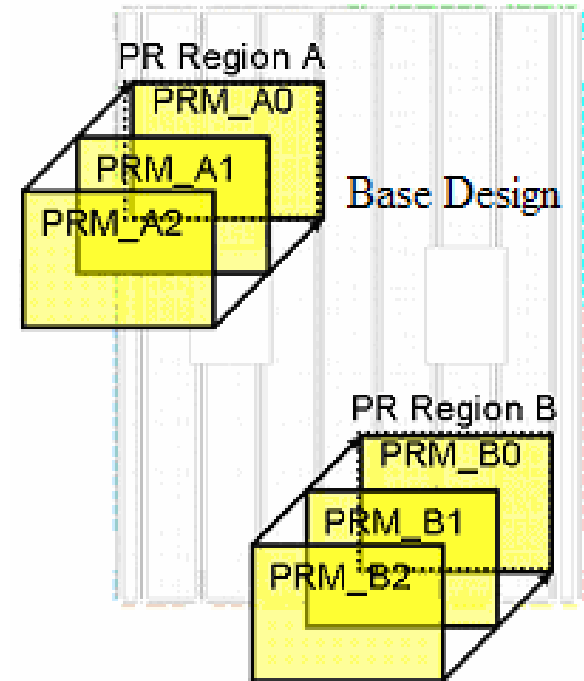 PR Region A
PRM_A0
PRM_A1
PRM_A2
Base Design
PR Region B
PRM_B0
PRM_B1
PRM_B2